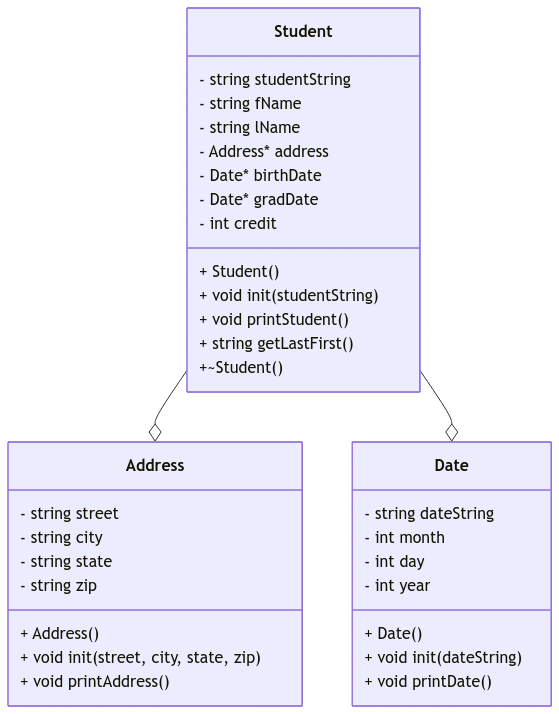 Student
- string studentString
- string fName
- string lName
- Address* address
- Date* birthDate
- Date* gradDate
- int credit
+ Student()
+ void init(studentString)
+ void printStudent()
+ string getLastFirst()
+~Student()
Address
- string street
- string city
- string state
- string zip
+ Address()
+ void init(street, city, state, zip)
+ void printAddress()
Date
- string dateString
- int month
- int day
- int year
+ Date()
+ void init(dateString)
+ void printDate()